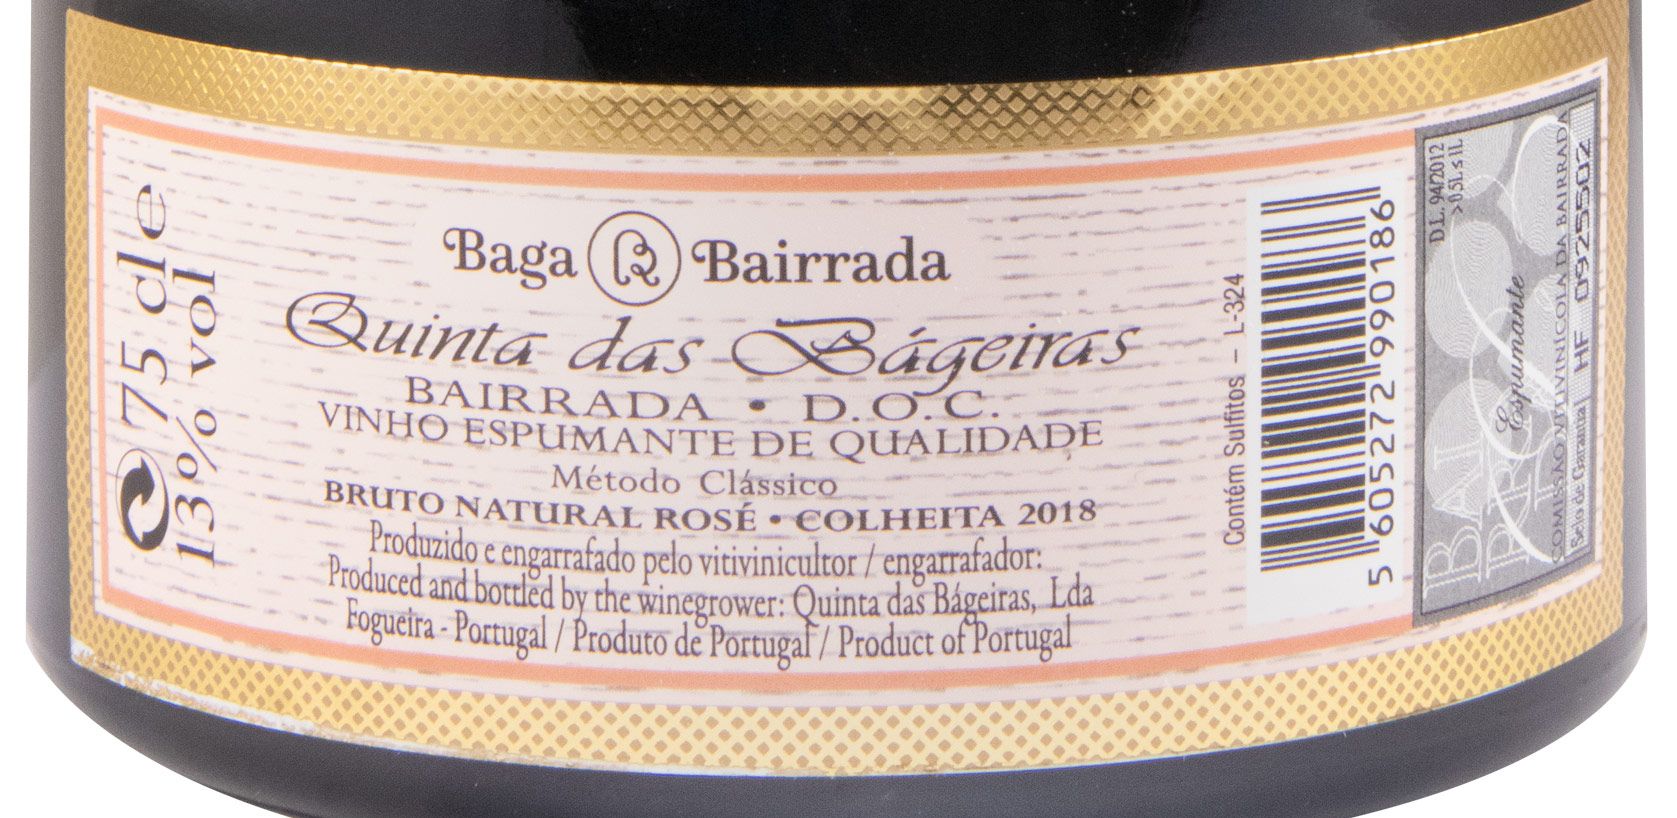 75 cl e
13% vol
Baga Bairrada
Quinta das Bágeiras
BAIRRADA • D.O.C.
VINHO ESPUMANTE DE QUALIDADE
Método Clássico
BRUTO NATURAL ROSÉ • COLHEITA 2018
Produzido e engarrafado pelo vitivinicultor / engarrafador:
Produced and bottled by the winegrower: Quinta das Bágeiras, Lda
Fogueira - Portugal / Produto de Portugal / Product of Portugal
Contém Sulfitos - L-324
5 605272 990186
D.L. 94/2012
>0 5L ≤ 1L
BAI
RRA
Espumante
COMISSÃO VITIVINÍCOLA DA BAIRRADA
Selo de Garantia HF 0925502